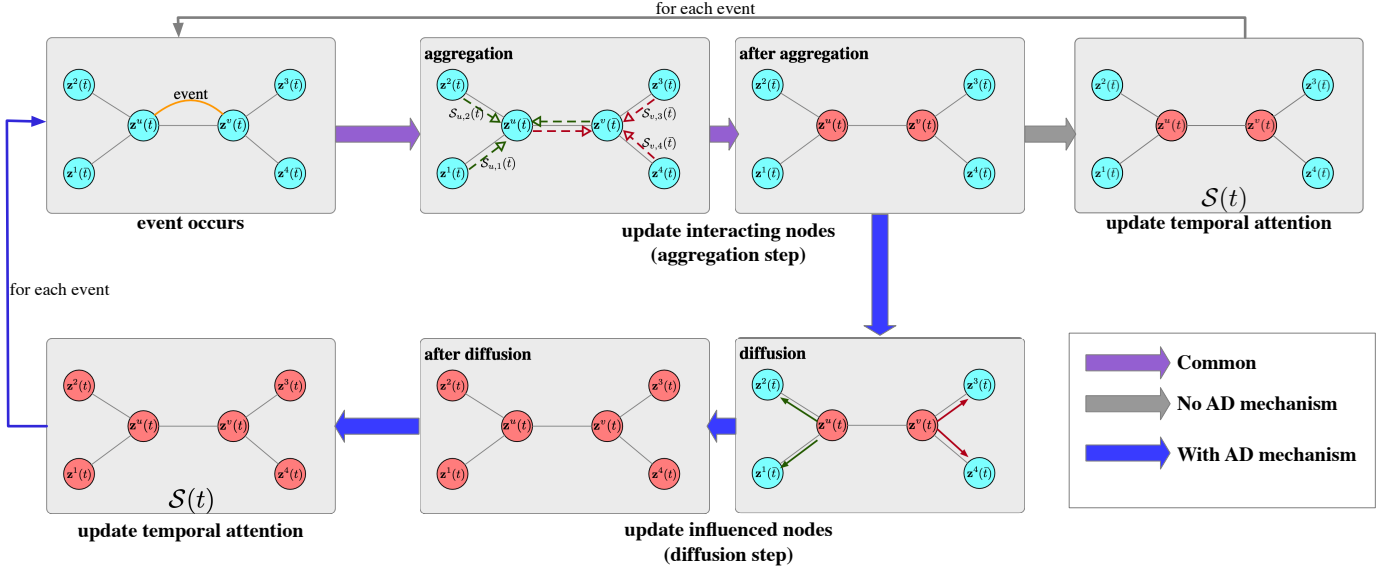 for each event
z²(t̄)
z³(t̄)
event
zᵘ(t̄)
zᵛ(t̄)
z¹(t̄)
z⁴(t̄)
event occurs
aggregation
z²(t̄)
z³(t̄)
𝒮u,2(t̄)
𝒮v,3(t̄)
zᵘ(t̄)
zᵛ(t̄)
𝒮v,4(t̄)
𝒮u,1(t̄)
z¹(t̄)
z⁴(t̄)
after aggregation
z²(t̄)
z³(t̄)
zᵘ(t)
zᵛ(t)
z¹(t̄)
z⁴(t̄)
update interacting nodes
(aggregation step)
z²(t̄)
z³(t̄)
zᵘ(t)
zᵛ(t)
z¹(t̄)
z⁴(t̄)
𝒮(t)
update temporal attention
for each event
z²(t)
z³(t)
zᵘ(t)
zᵛ(t)
z¹(t)
z⁴(t)
𝒮(t)
update temporal attention
after diffusion
z²(t)
z³(t)
zᵘ(t)
zᵛ(t)
z¹(t)
z⁴(t)
diffusion
z²(t̄)
z³(t̄)
zᵘ(t)
zᵛ(t)
z¹(t̄)
z⁴(t̄)
update influenced nodes
(diffusion step)
Common
No AD mechanism
With AD mechanism